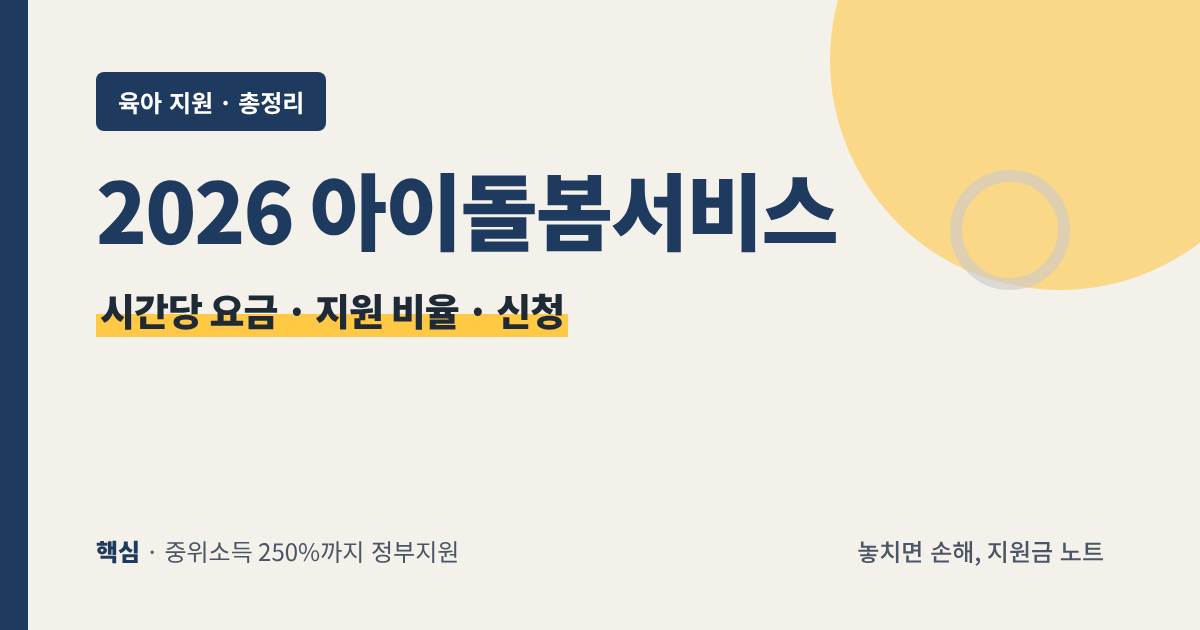 육아 지원 · 총정리
2026 아이돌봄서비스
시간당 요금 · 지원 비율 · 신청
핵심 · 중위소득 250%까지 정부지원
놓치면 손해, 지원금 노트